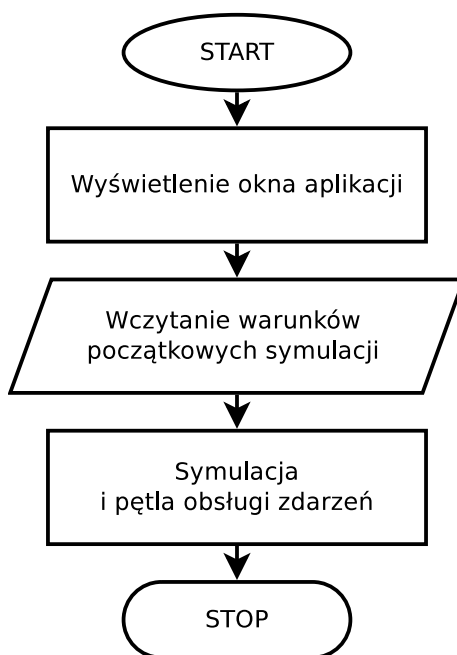 START
Wyświetlenie okna aplikacji
Wczytanie warunków
początkowych symulacji
Symulacja
i pętla obsługi zdarzeń
STOP